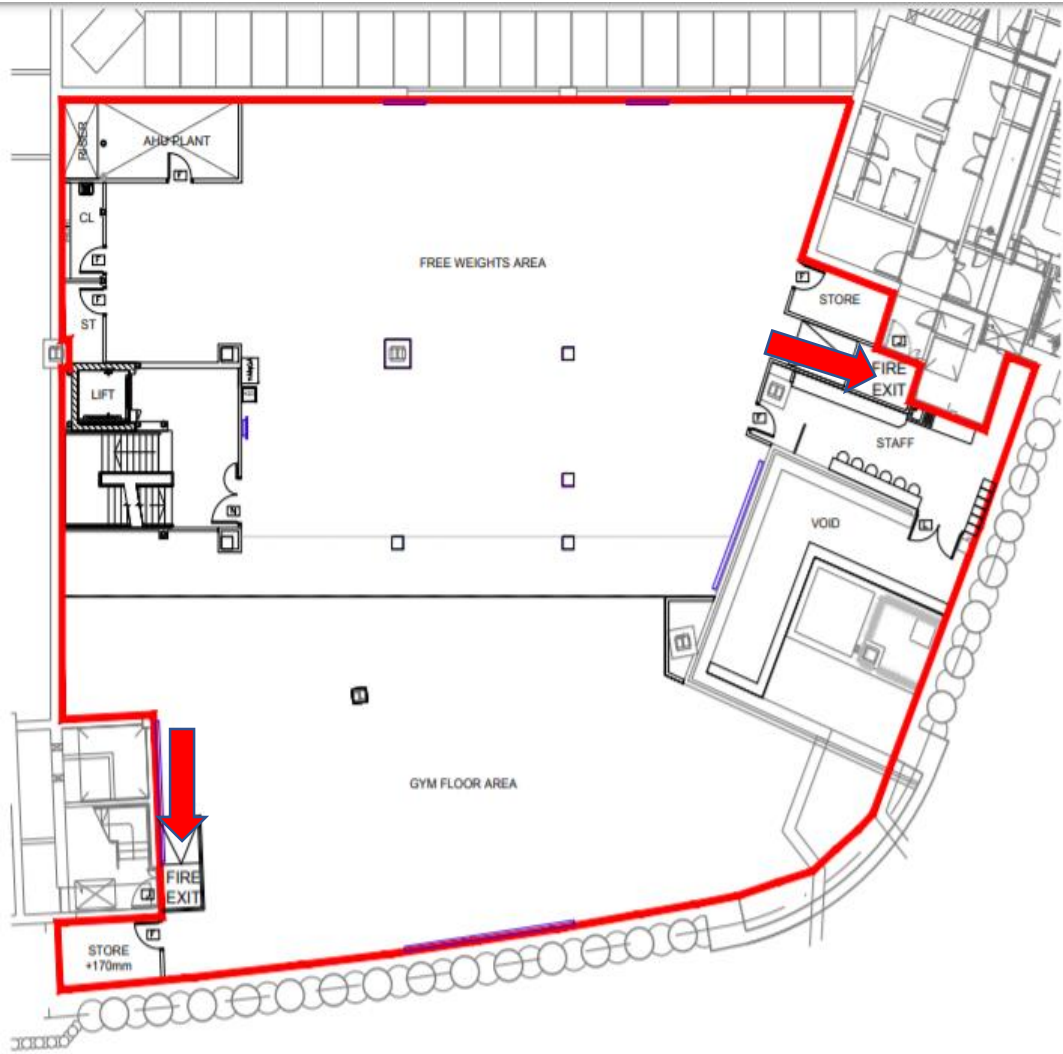 RISER
AHU PLANT
F
CL
F
FREE WEIGHTS AREA
F
STORE
F
ST
J
LIFT
FIRE
EXIT
F
STAFF
N
VOID
L
GYM FLOOR AREA
FIRE
EXIT
J
F
STORE
+170mm